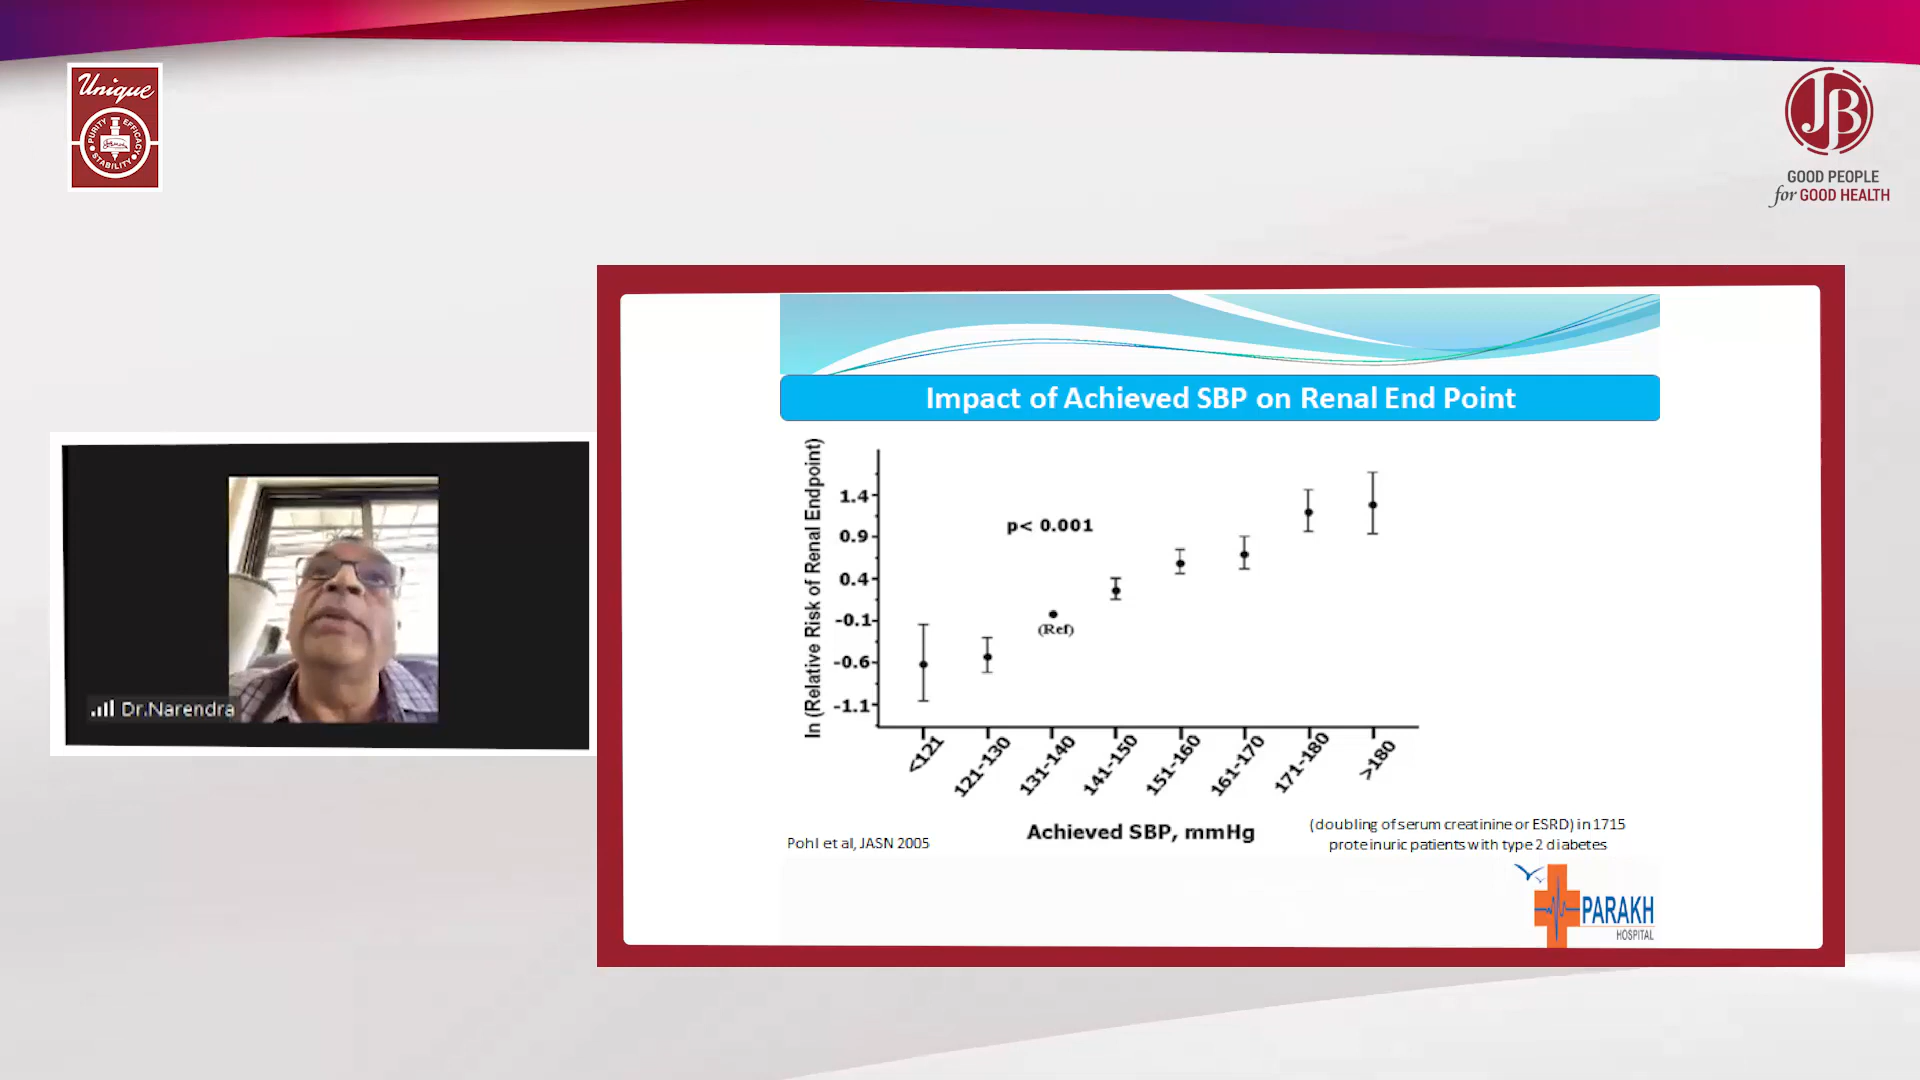 Unique
PURITY EFFICACY
STABILITY
JB
GOOD PEOPLE
for GOOD HEALTH
Impact of Achieved SBP on Renal End Point
ln (Relative Risk of Renal Endpoint)
1.4
0.9
0.4
-0.1
-0.6
-1.1
p< 0.001
(Ref)
<121
121-130
131-140
141-150
151-160
161-170
171-180
>180
Achieved SBP, mmHg
Pohl et al, JASN 2005
(doubling of serum creatinine or ESRD) in 1715
proteinuric patients with type 2 diabetes
PARAKH
HOSPITAL
Dr.Narendra